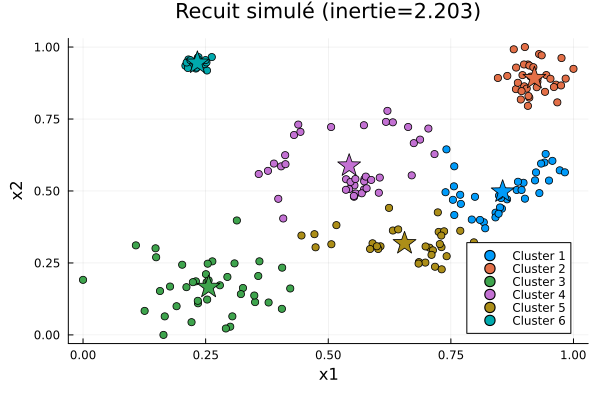 Recuit simulé (inertie=2.203)
1.00
0.75
0.50
0.25
0.00
x2
0.00
0.25
0.50
0.75
1.00
x1
Cluster 1
Cluster 2
Cluster 3
Cluster 4
Cluster 5
Cluster 6